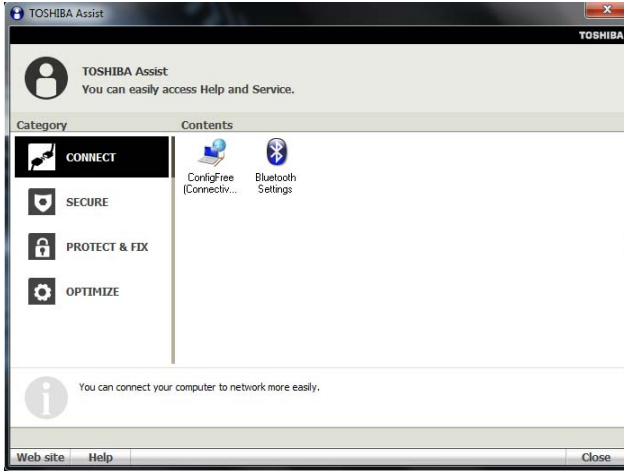 TOSHIBA Assist
TOSHIBA
TOSHIBA Assist
You can easily access Help and Service.
Category
Contents
CONNECT
SECURE
PROTECT & FIX
OPTIMIZE
ConfigFree
(Connectiv...
Bluetooth
Settings
You can connect your computer to network more easily.
Web site Help Close